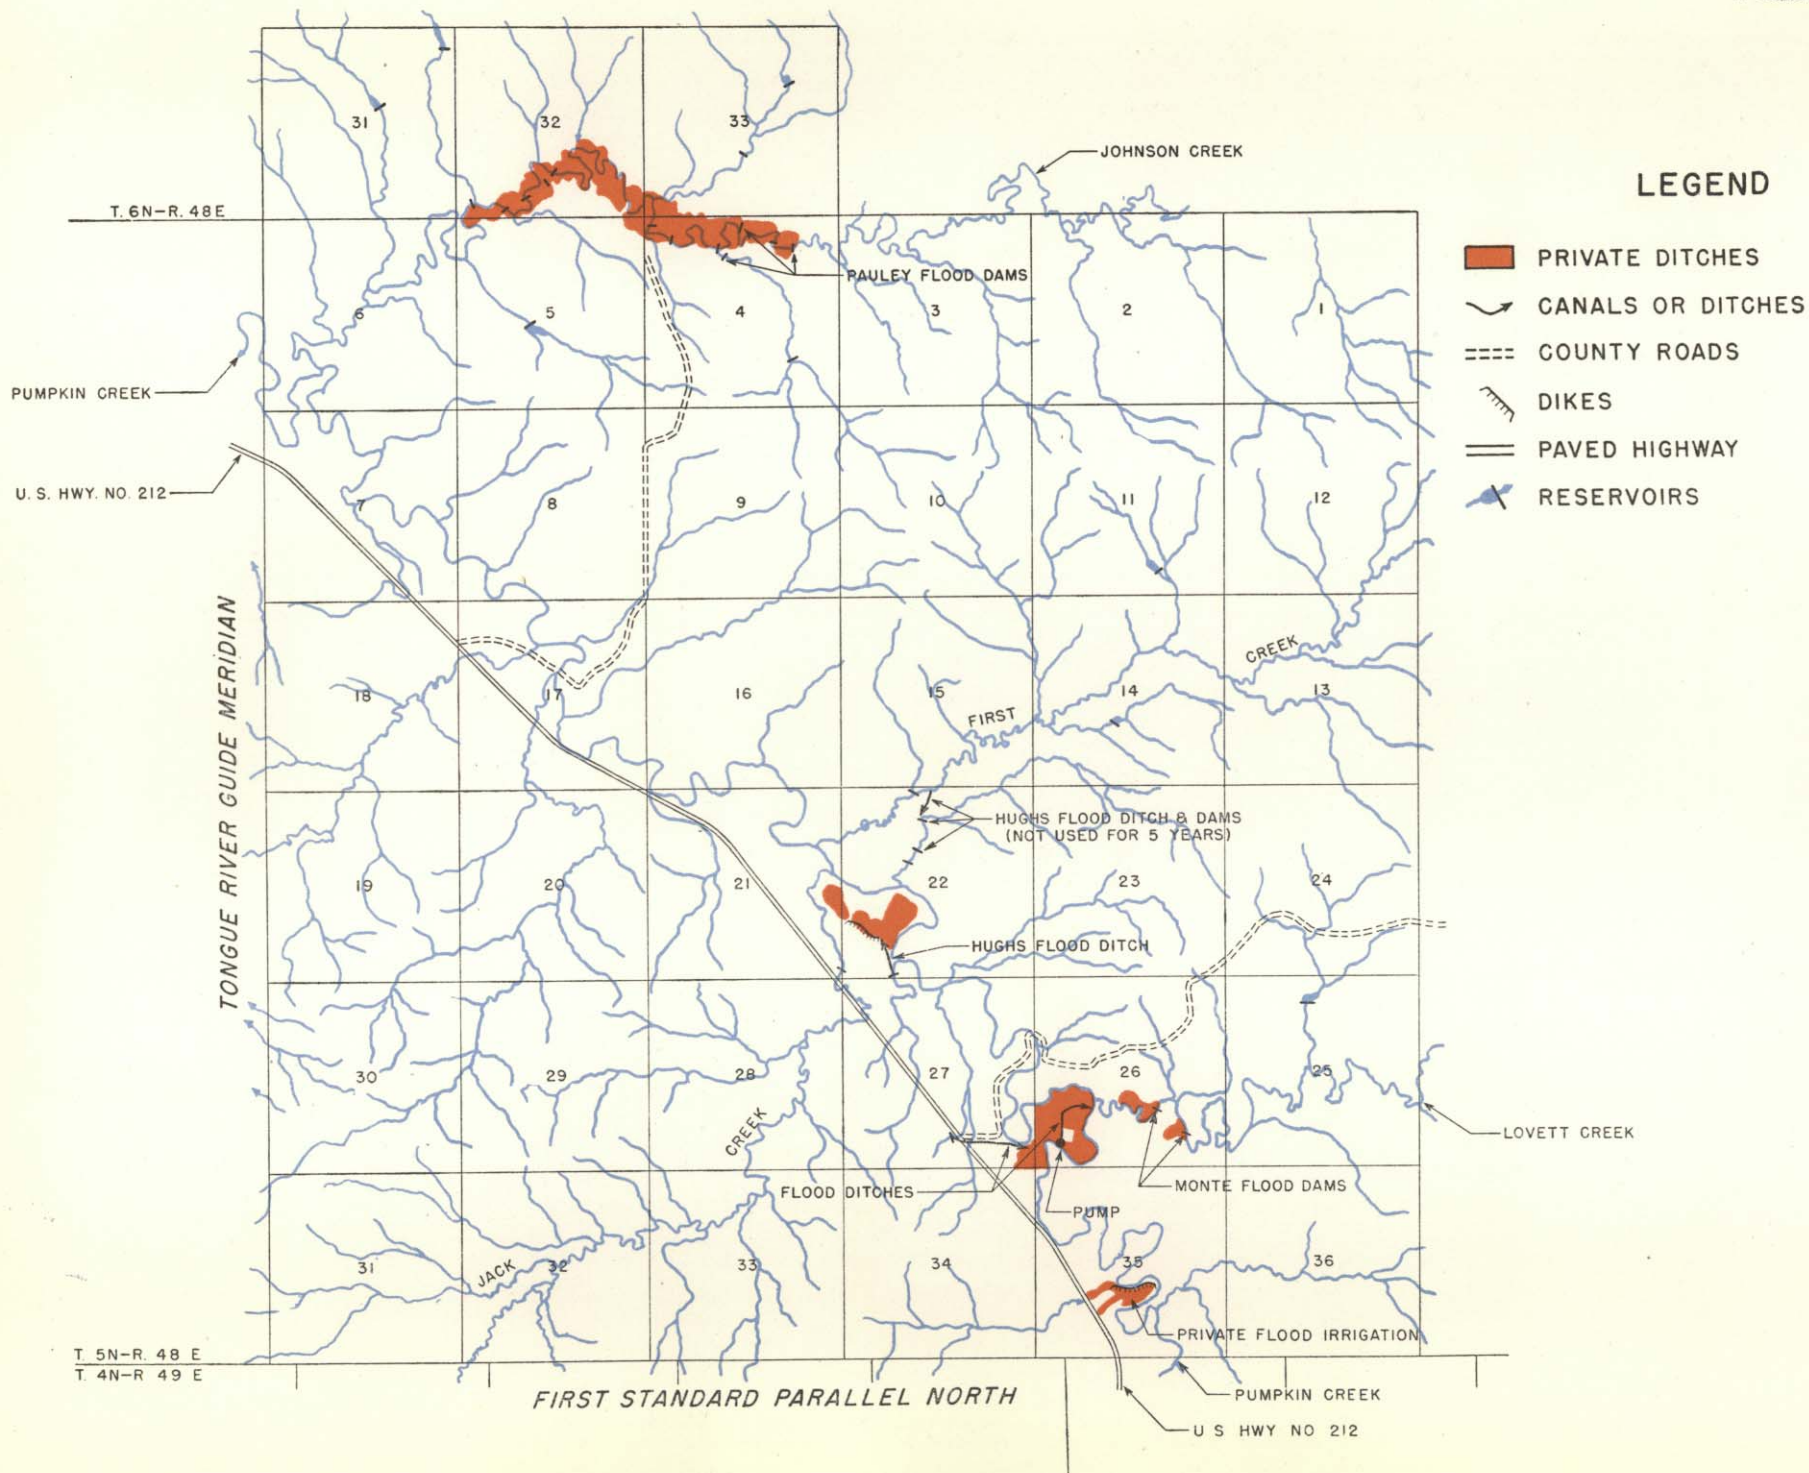 31
32
33
JOHNSON CREEK
T. 6N–R. 48E
LEGEND
PRIVATE DITCHES
CANALS OR DITCHES
COUNTY ROADS
DIKES
PAVED HIGHWAY
RESERVOIRS
PAULEY FLOOD DAMS
6
5
4
3
2
1
PUMPKIN CREEK
U. S. HWY. NO. 212
7
8
9
10
11
12
TONGUE RIVER GUIDE MERIDIAN
18
17
16
15
14
13
FIRST
CREEK
HUGHS FLOOD DITCH & DAMS
(NOT USED FOR 5 YEARS)
19
20
21
22
23
24
HUGHS FLOOD DITCH
30
29
28
27
26
25
CREEK
LOVETT CREEK
FLOOD DITCHES
MONTE FLOOD DAMS
PUMP
31
JACK
32
33
34
35
36
PRIVATE FLOOD IRRIGATION
T. 5N–R. 48 E
T. 4N–R 49 E
FIRST STANDARD PARALLEL NORTH
PUMPKIN CREEK
U S HWY NO 212